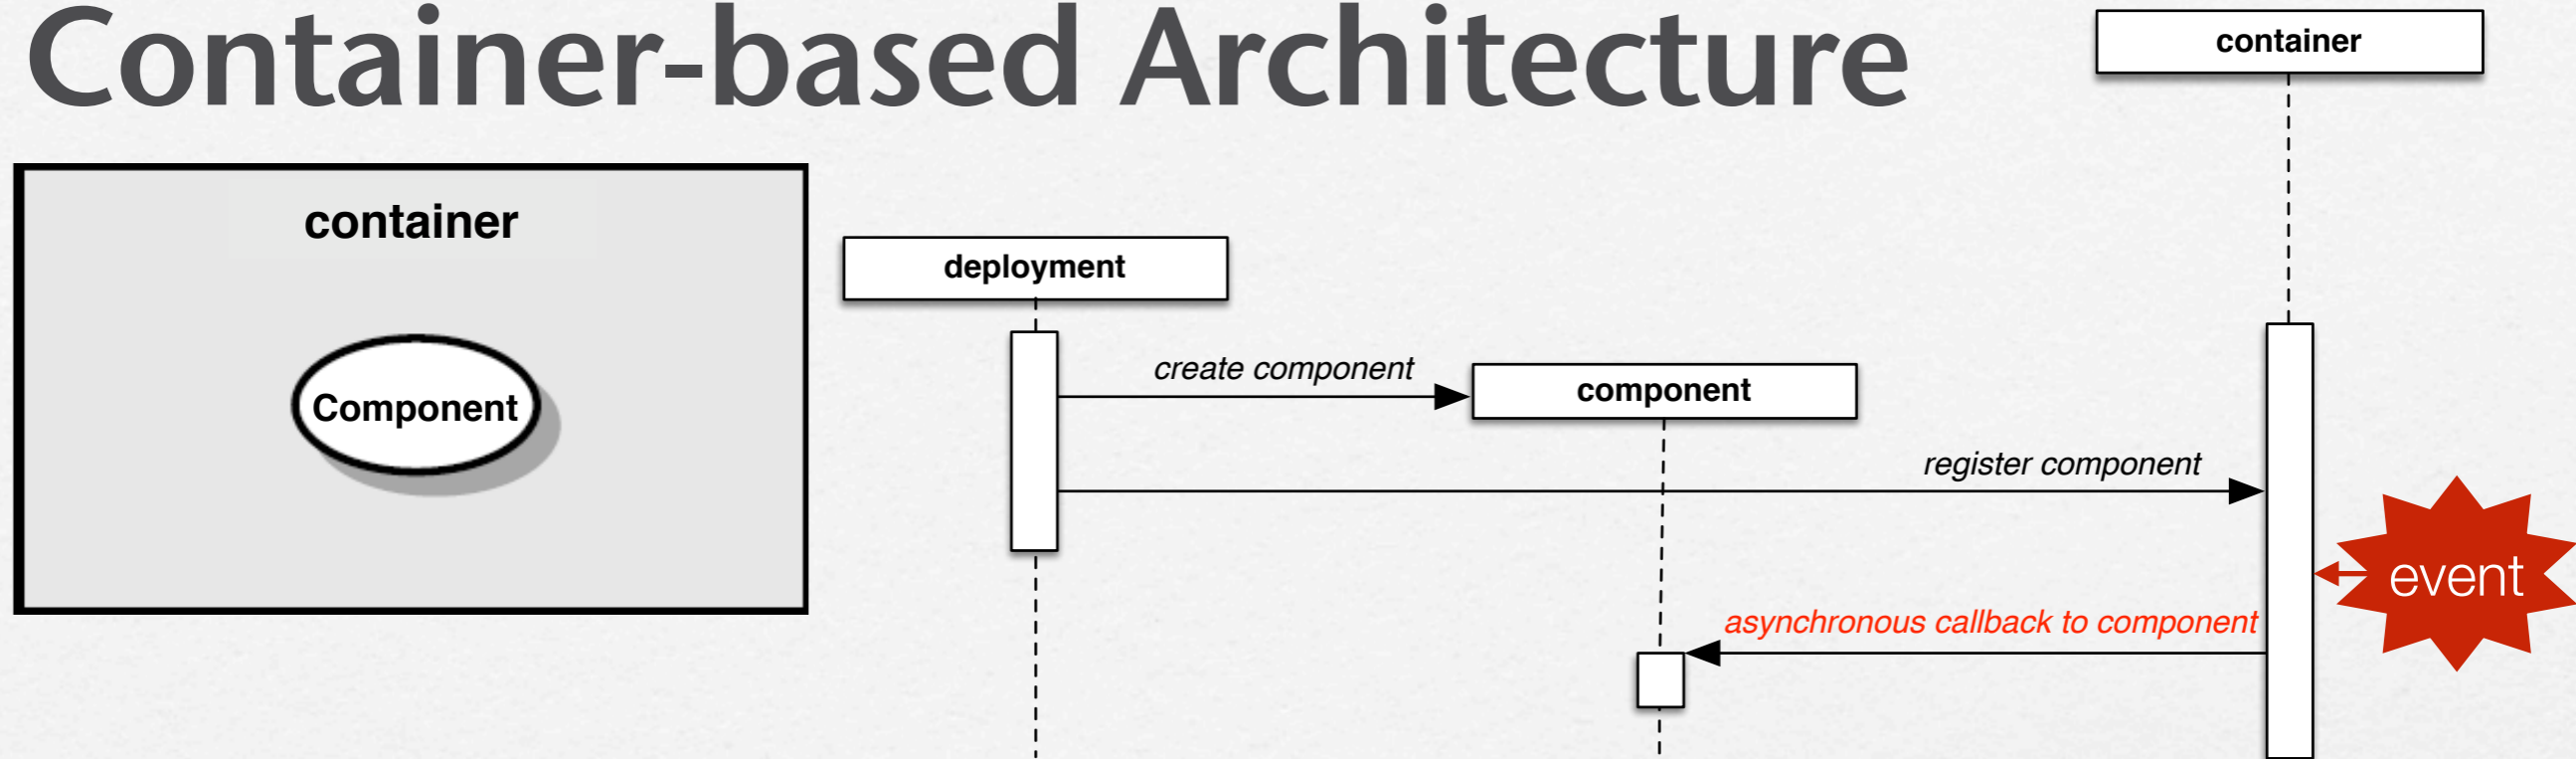 Container-based Architecture
container
container
Component
deployment
create component
component
register component
event
asynchronous callback to component